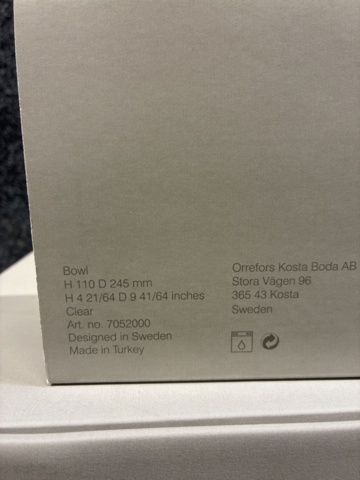 Bowl
H 110 D 245 mm
H 4 21/64 D 9 41/64 inches
Clear
Art. no. 7052000
Designed in Sweden
Made in Turkey
Orrefors Kosta Boda AB
Stora Vägen 96
365 43 Kosta
Sweden